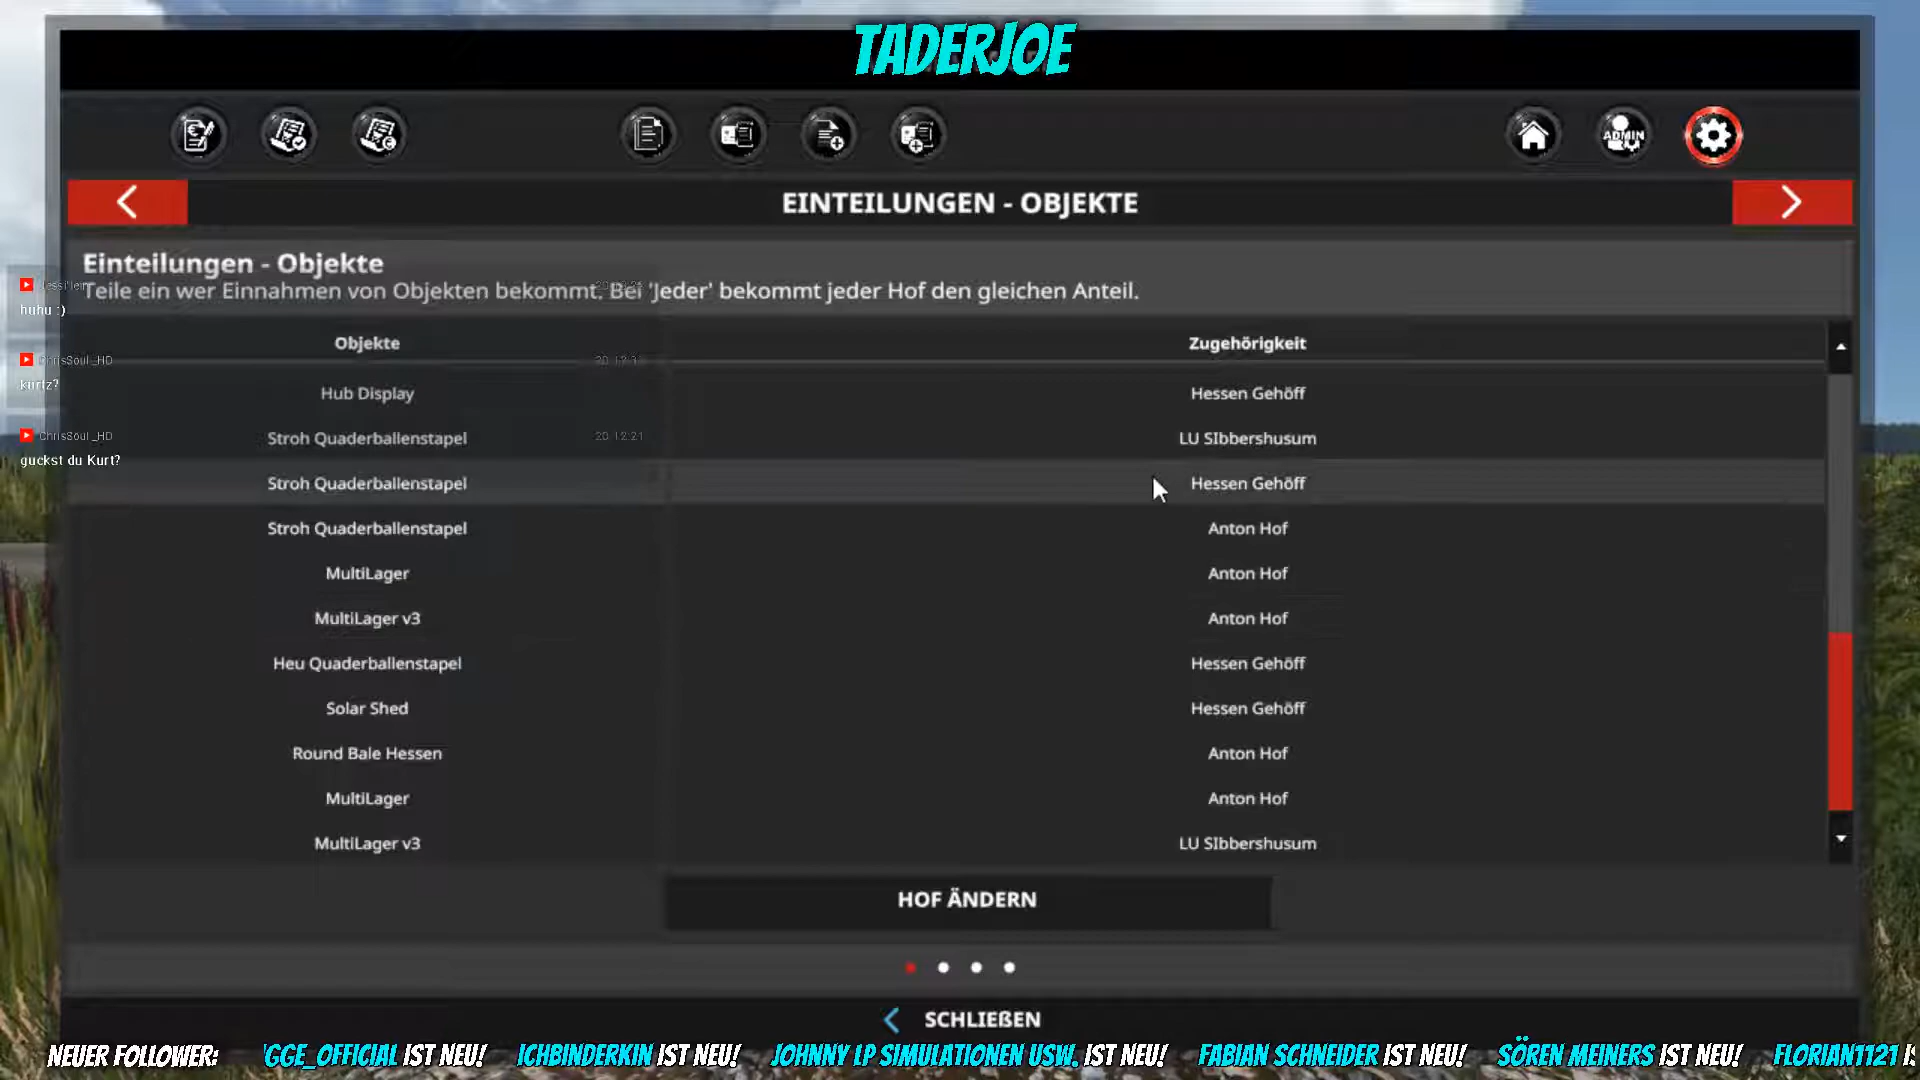 TADERJOE
ADMIN
EINTEILUNGEN - OBJEKTE
Einteilungen - Objekte
Teile ein wer Einnahmen von Objekten bekommt. Bei 'Jeder' bekommt jeder Hof den gleichen Anteil.
huhu :)
Objekte Zugehörigkeit
ChrisSoul_HD
kurtz?
Hub Display Hessen Gehöff
ChrisSoul_HD 20:12:21
Stroh Quaderballenstapel LU SIbbershusum
guckst du Kurt?
Stroh Quaderballenstapel Hessen Gehöff
Stroh Quaderballenstapel Anton Hof
MultiLager Anton Hof
MultiLager v3 Anton Hof
Heu Quaderballenstapel Hessen Gehöff
Solar Shed Hessen Gehöff
Round Bale Hessen Anton Hof
MultiLager Anton Hof
MultiLager v3 LU SIbbershusum
HOF ÄNDERN
SCHLIEẞEN
NEUER FOLLOWER: 'GGE_OFFICIAL IST NEU! ICHBINDERKIN IST NEU! JOHNNY LP SIMULATIONEN USW. IST NEU! FABIAN SCHNEIDER IST NEU! SÖREN MEINERS IST NEU! FLORIAN1121